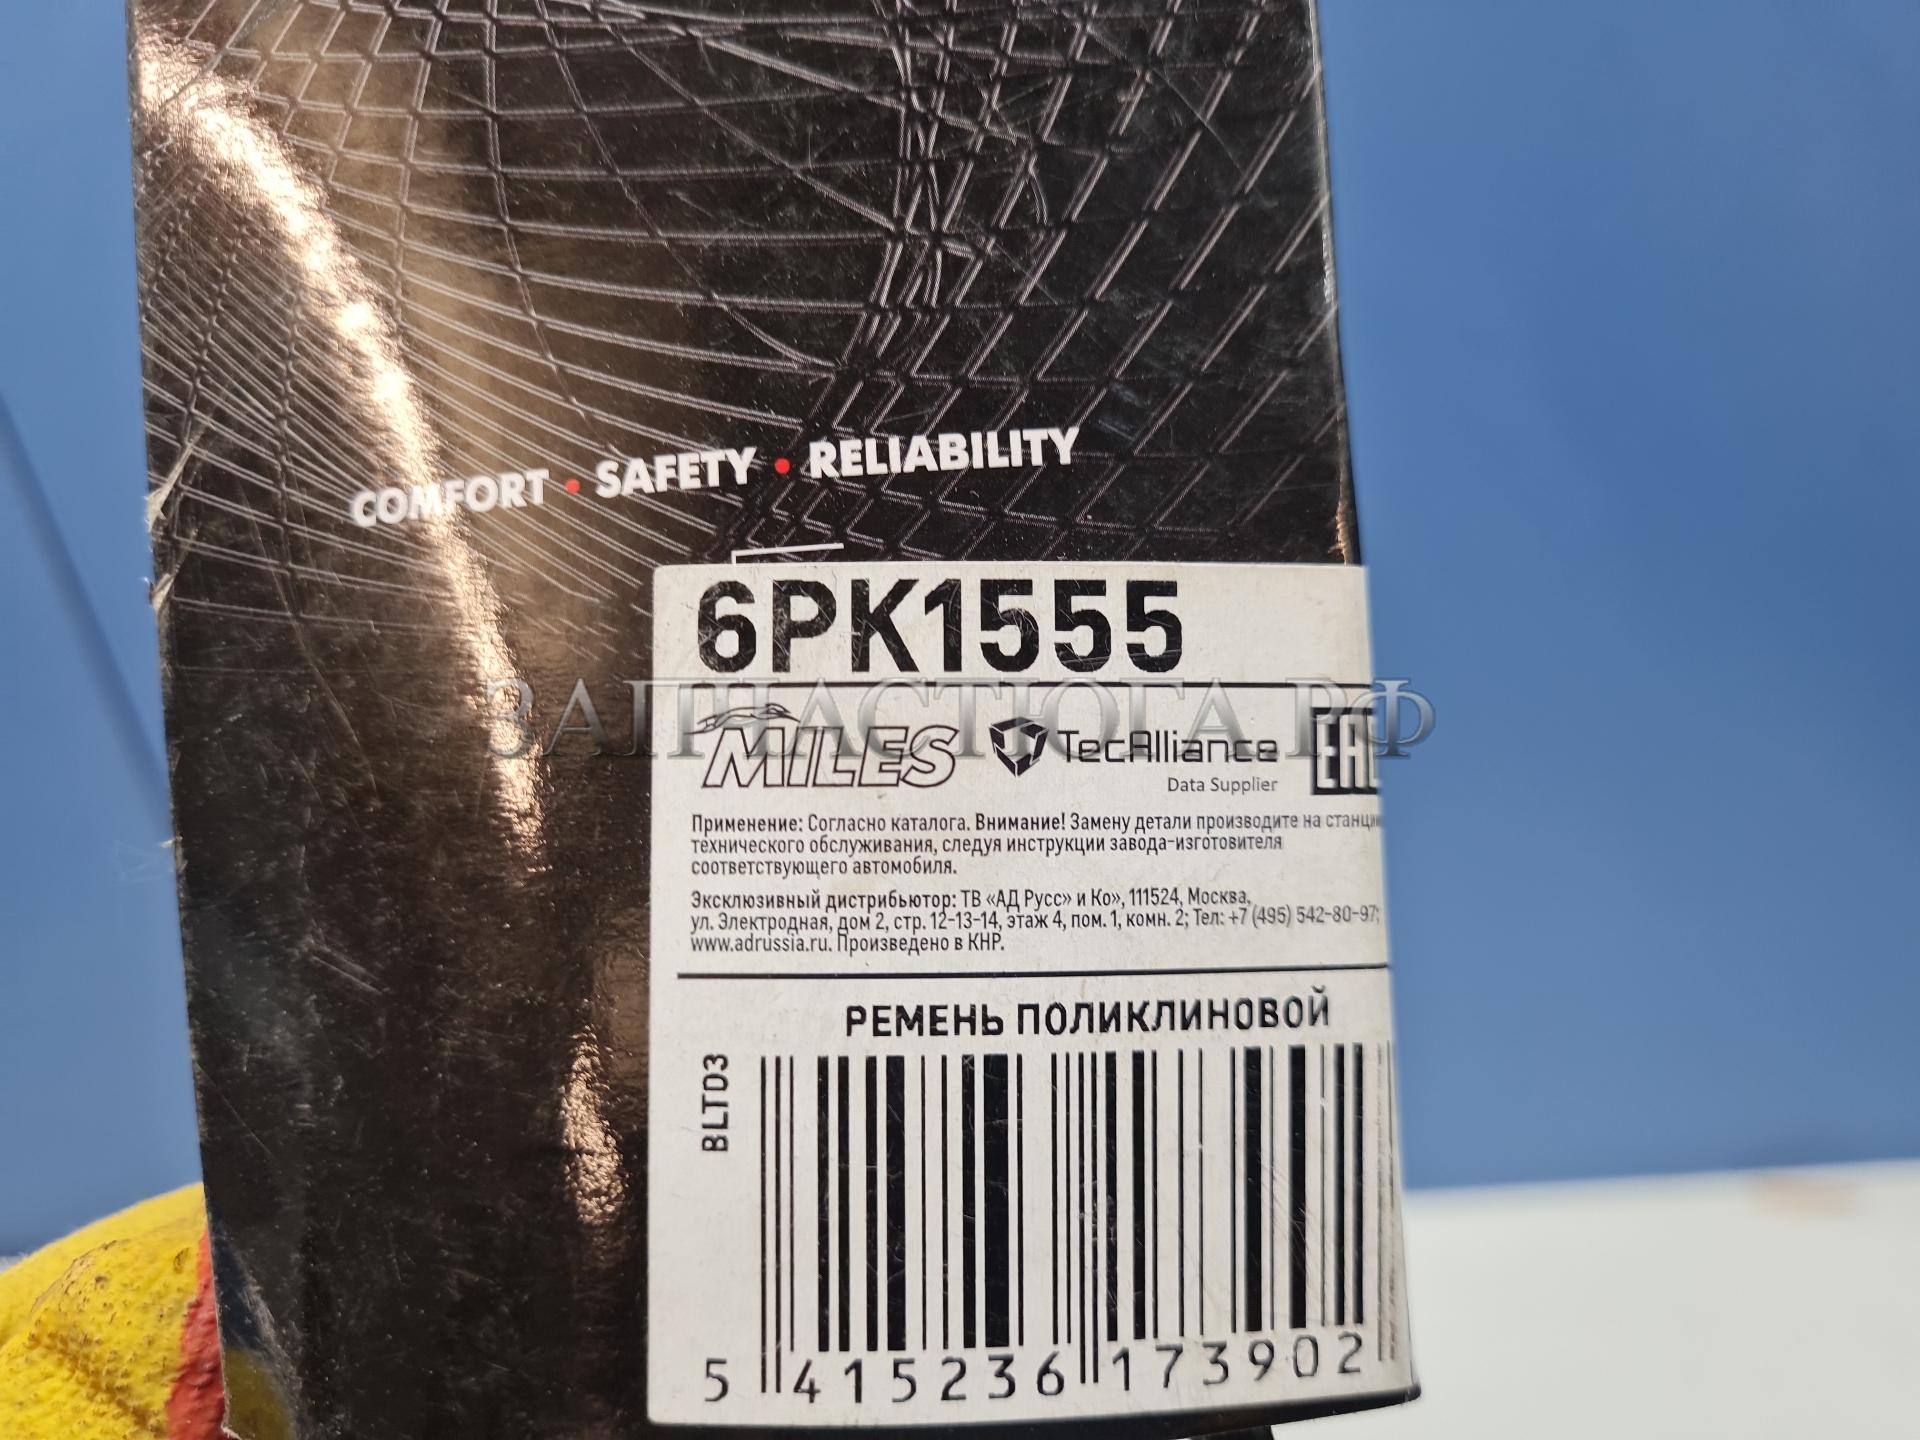 COMFORT • SAFETY • RELIABILITY
6PK1555
ЗАПЧАСТЮГА.РФ
MILES TecAlliance EAC
Data Supplier
Применение: Согласно каталога. Внимание! Замену детали производите на станции
технического обслуживания, следуя инструкции завода-изготовителя
соответствующего автомобиля.
Эксклюзивный дистрибьютор: ТВ «АД Русс» и Ко», 111524, Москва,
ул. Электродная, дом 2, стр. 12-13-14, этаж 4, пом. 1, комн. 2; Тел: +7 (495) 542-80-97;
www.adrussia.ru. Произведено в КНР.
РЕМЕНЬ ПОЛИКЛИНОВОЙ
BLT03
5 415236 173902